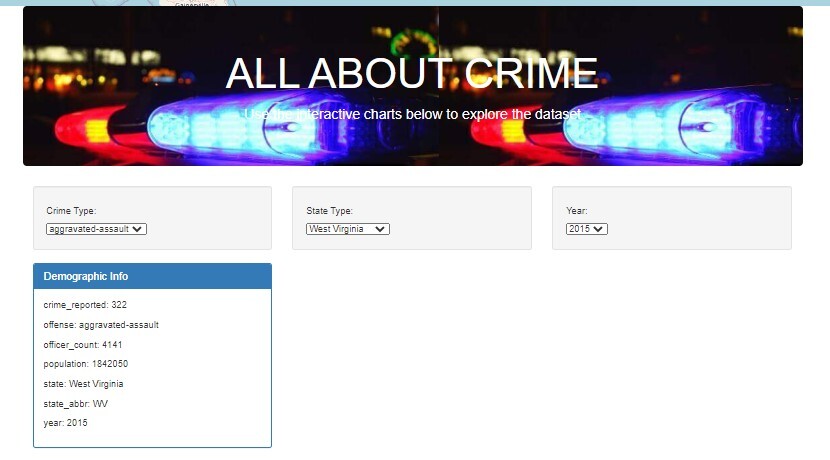 Gainerville
ALL ABOUT CRIME
Use the interactive charts below to explore the dataset
Crime Type:
aggravated-assault
State Type:
West Virginia
Year:
2015
Demographic Info
crime_reported: 322
offense: aggravated-assault
officer_count: 4141
population: 1842050
state: West Virginia
state_abbr: WV
year: 2015